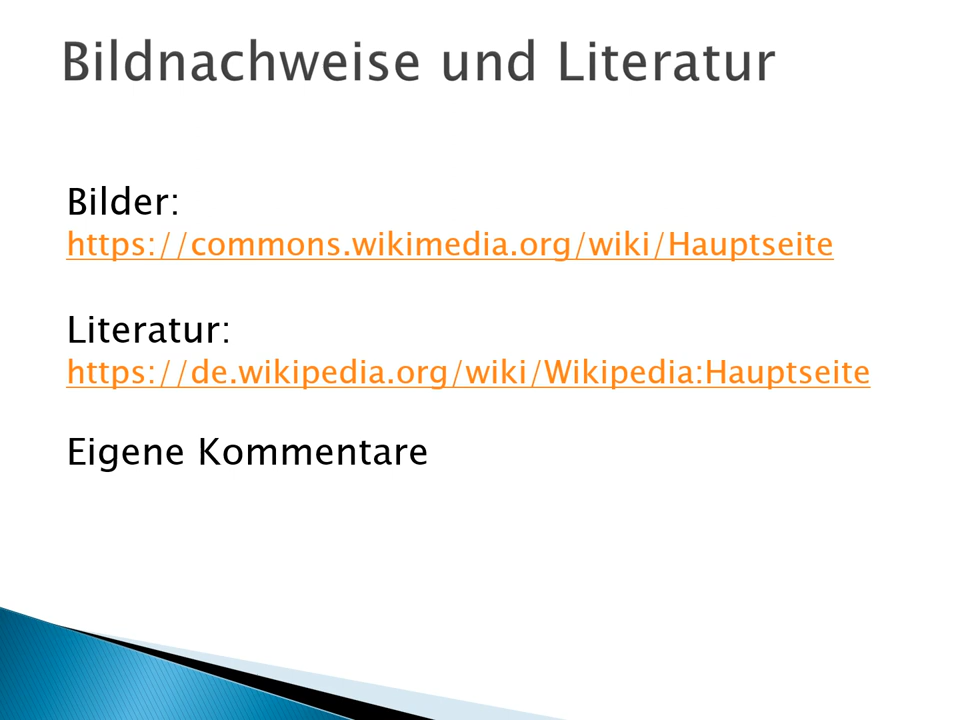 Bildnachweise und Literatur
Bilder:
https://commons.wikimedia.org/wiki/Hauptseite
Literatur:
https://de.wikipedia.org/wiki/Wikipedia:Hauptseite
Eigene Kommentare